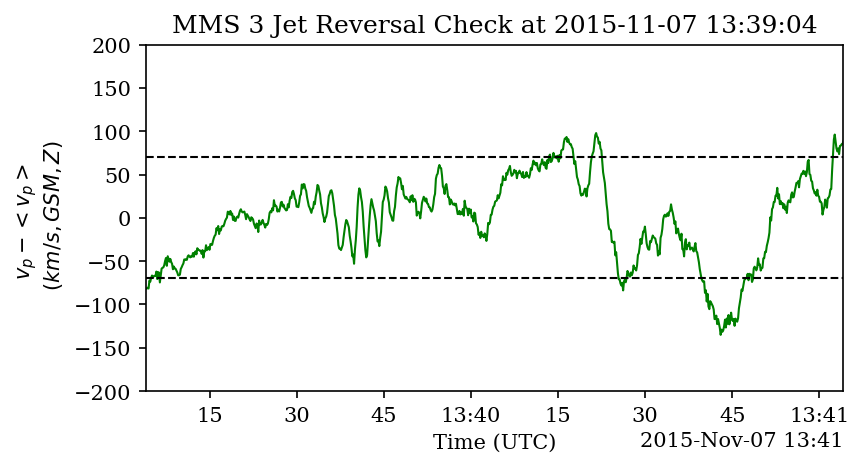 MMS 3 Jet Reversal Check at 2015-11-07 13:39:04
v_p − < v_p >
(km/s, GSM, Z)
200
150
100
50
0
−50
−100
−150
−200
15 30 45 13:40 15 30 45 13:41
Time (UTC)
2015-Nov-07 13:41